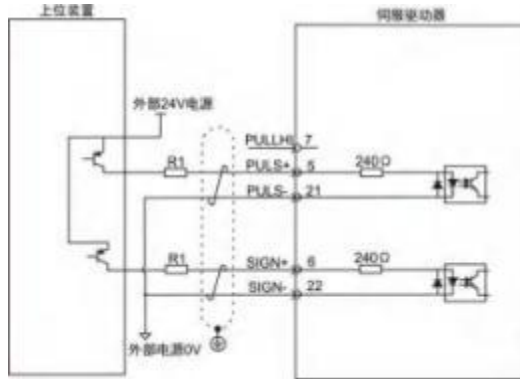 上位装置
伺服驱动器
外部24V电源
PULLHI 7
R1
PULS+ 5
240Ω
PULS- 21
R1
SIGN+ 6
240Ω
SIGN- 22
外部电源0V